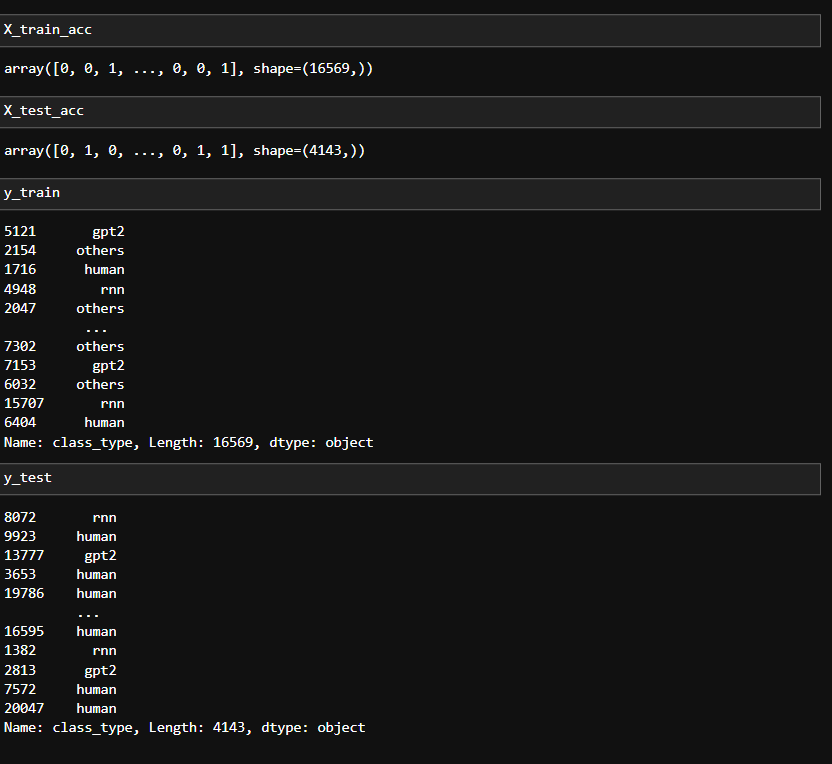 X_train_acc
array([0, 0, 1, ..., 0, 0, 1], shape=(16569,))
X_test_acc
array([0, 1, 0, ..., 0, 1, 1], shape=(4143,))
y_train
5121 gpt2
2154 others
1716 human
4948 rnn
2047 others
...
7302 others
7153 gpt2
6032 others
15707 rnn
6404 human
Name: class_type, Length: 16569, dtype: object
y_test
8072 rnn
9923 human
13777 gpt2
3653 human
19786 human
...
16595 human
1382 rnn
2813 gpt2
7572 human
20047 human
Name: class_type, Length: 4143, dtype: object